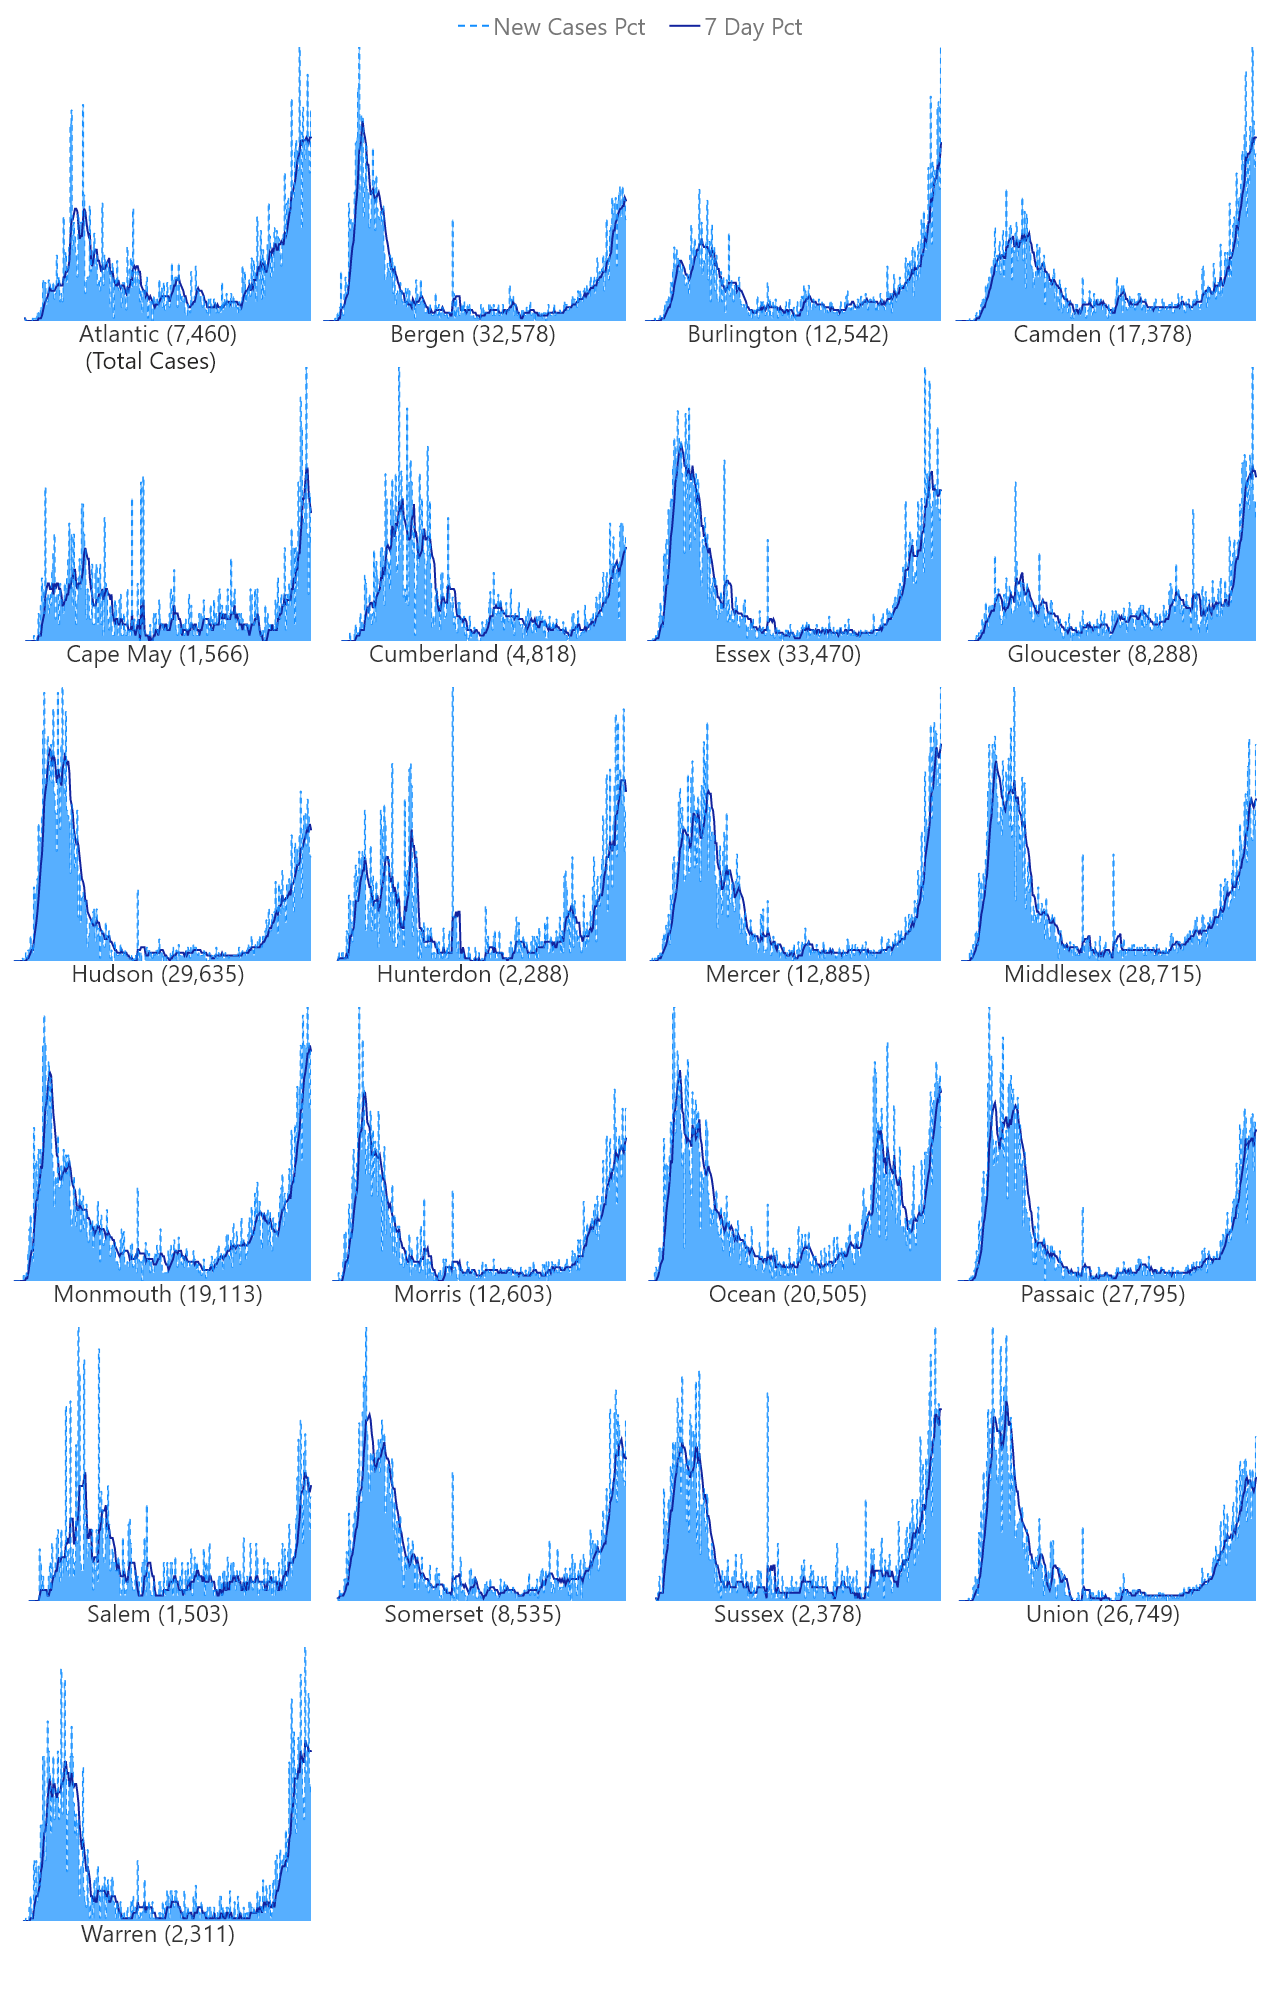 New Cases Pct 7 Day Pct
Atlantic (7,460) Bergen (32,578) Burlington (12,542) Camden (17,378)
(Total Cases)
Cape May (1,566) Cumberland (4,818) Essex (33,470) Gloucester (8,288)
Hudson (29,635) Hunterdon (2,288) Mercer (12,885) Middlesex (28,715)
Monmouth (19,113) Morris (12,603) Ocean (20,505) Passaic (27,795)
Salem (1,503) Somerset (8,535) Sussex (2,378) Union (26,749)
Warren (2,311)